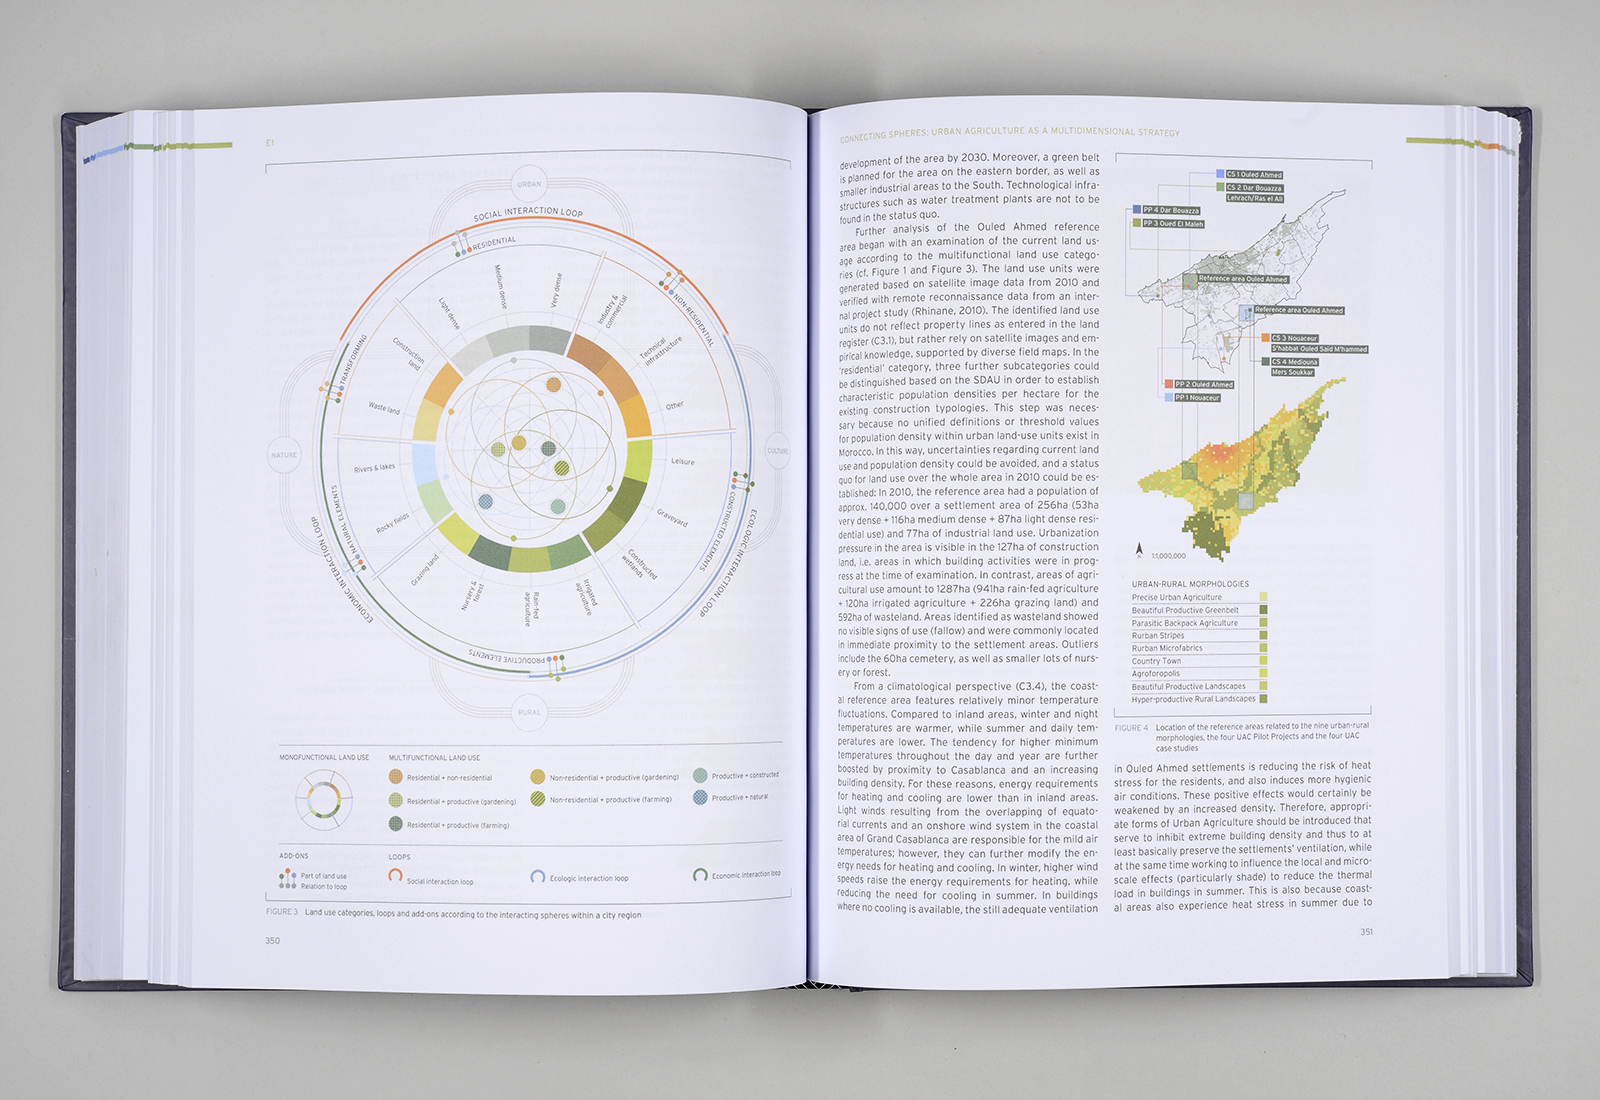 E1
URBAN
SOCIAL INTERACTION LOOP
RESIDENTIAL
Light dense
Medium dense
Very dense
NON-RESIDENTIAL
Industry &
commercial
Technical
infrastructure
Other
CULTURE
Leisure
Graveyard
Constructed
wetlands
CONSTRUCTED ELEMENTS
ECOLOGIC INTERACTION LOOP
Irrigated
agriculture
Rain-fed
agriculture
Nursery &
forest
Grazing land
PRODUCTIVE ELEMENTS
RURAL
Rocky fields
Rivers & lakes
NATURAL ELEMENTS
ECONOMIC INTERACTION LOOP
NATURE
Waste land
Construction
land
TRANSFORMING
MONOFUNCTIONAL LAND USE
MULTIFUNCTIONAL LAND USE
Residential + non-residential
Non-residential + productive (gardening)
Productive + constructed
Residential + productive (gardening)
Non-residential + productive (farming)
Productive + natural
Residential + productive (farming)
ADD-ONS
Part of land use
Relation to loop
LOOPS
Social interaction loop
Ecologic interaction loop
Economic interaction loop
FIGURE 3 Land use categories, loops and add-ons according to the interacting spheres within a city region
350
CONNECTING SPHERES: URBAN AGRICULTURE AS A MULTIDIMENSIONAL STRATEGY
development of the area by 2030. Moreover, a green belt
is planned for the area on the eastern border, as well as
smaller industrial areas to the South. Technological infra-
structures such as water treatment plants are not to be
found in the status quo.
Further analysis of the Ouled Ahmed reference
area began with an examination of the current land us-
age according to the multifunctional land use catego-
ries (cf. Figure 1 and Figure 3). The land use units were
generated based on satellite image data from 2010 and
verified with remote reconnaissance data from an inter-
nal project study (Rhinane, 2010). The identified land use
units do not reflect property lines as entered in the land
register (C3.1), but rather rely on satellite images and em-
pirical knowledge, supported by diverse field maps. In the
'residential' category, three further subcategories could
be distinguished based on the SDAU in order to establish
characteristic population densities per hectare for the
existing construction typologies. This step was neces-
sary because no unified definitions or threshold values
for population density within urban land-use units exist in
Morocco. In this way, uncertainties regarding current land
use and population density could be avoided, and a status
quo for land use over the whole area in 2010 could be es-
tablished: In 2010, the reference area had a population of
approx. 140,000 over a settlement area of 256ha (53ha
very dense + 116ha medium dense + 87ha light dense resi-
dential use) and 77ha of industrial land use. Urbanization
pressure in the area is visible in the 127ha of construction
land, i.e. areas in which building activities were in prog-
ress at the time of examination. In contrast, areas of agri-
cultural use amount to 1287ha (941ha rain-fed agriculture
+ 120ha irrigated agriculture + 226ha grazing land) and
592ha of wasteland. Areas identified as wasteland showed
no visible signs of use (fallow) and were commonly located
in immediate proximity to the settlement areas. Outliers
include the 60ha cemetery, as well as smaller lots of nurs-
ery or forest.
From a climatological perspective (C3.4), the coast-
al reference area features relatively minor temperature
fluctuations. Compared to inland areas, winter and night
temperatures are warmer, while summer and daily tem-
peratures are lower. The tendency for higher minimum
temperatures throughout the day and year are further
boosted by proximity to Casablanca and an increasing
building density. For these reasons, energy requirements
for heating and cooling are lower than in inland areas.
Light winds resulting from the overlapping of equato-
rial currents and an onshore wind system in the coastal
area of Grand Casablanca are responsible for the mild air
temperatures; however, they can further modify the en-
ergy needs for heating and cooling. In winter, higher wind
speeds raise the energy requirements for heating, while
reducing the need for cooling in summer. In buildings
where no cooling is available, the still adequate ventilation
CS 1 Ouled Ahmed
CS 2 Dar Bouazza
Lehrach/Ras el Ali
PP 4 Dar Bouazza
PP 3 Oued El Maleh
Reference area Ouled Ahmed
Reference area Ouled Ahmed
CS 3 Nouaceur
S'habbat Ouled Said M'hammed
CS 4 Mediouna
Mers Soukkar
PP 2 Ouled Ahmed
PP 1 Nouaceur
N
1:1,000,000
URBAN-RURAL MORPHOLOGIES
Precise Urban Agriculture
Beautiful Productive Greenbelt
Parasitic Backpack Agriculture
Rurban Stripes
Rurban Microfabrics
Country Town
Agroforopolis
Beautiful Productive Landscapes
Hyper-productive Rural Landscapes
FIGURE 4 Location of the reference areas related to the nine urban-rural
morphologies, the four UAC Pilot Projects and the four UAC
case studies
in Ouled Ahmed settlements is reducing the risk of heat
stress for the residents, and also induces more hygienic
air conditions. These positive effects would certainly be
weakened by an increased density. Therefore, appropri-
ate forms of Urban Agriculture should be introduced that
serve to inhibit extreme building density and thus to at
least basically preserve the settlements' ventilation, while
at the same time working to influence the local and micro-
scale effects (particularly shade) to reduce the thermal
load in buildings in summer. This is also because coast-
al areas also experience heat stress in summer due to
351